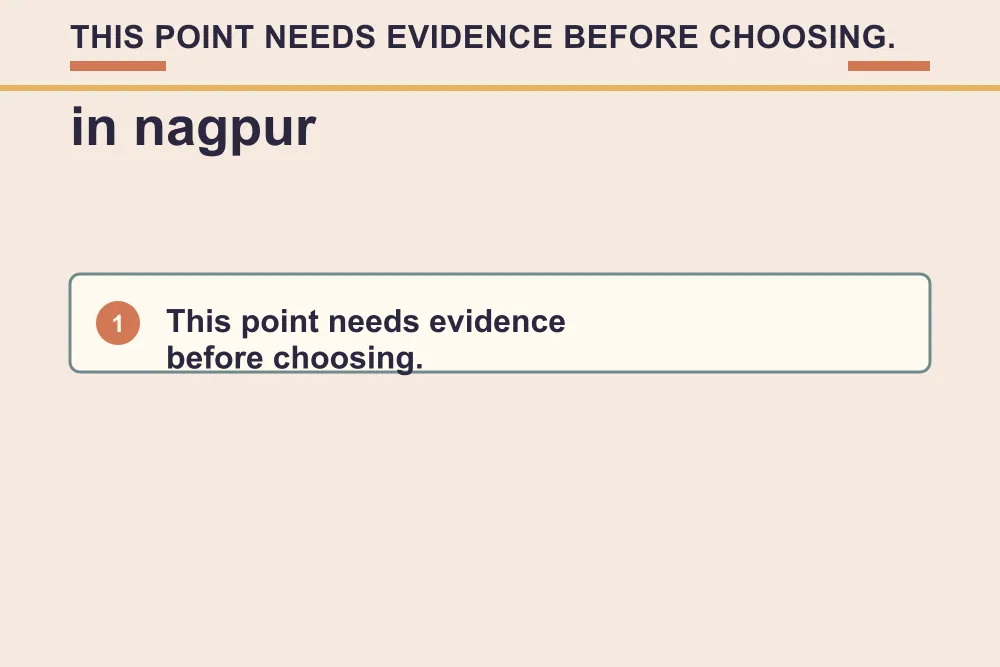 THIS POINT NEEDS EVIDENCE BEFORE CHOOSING.
in nagpur
1
This point needs evidence
before choosing.